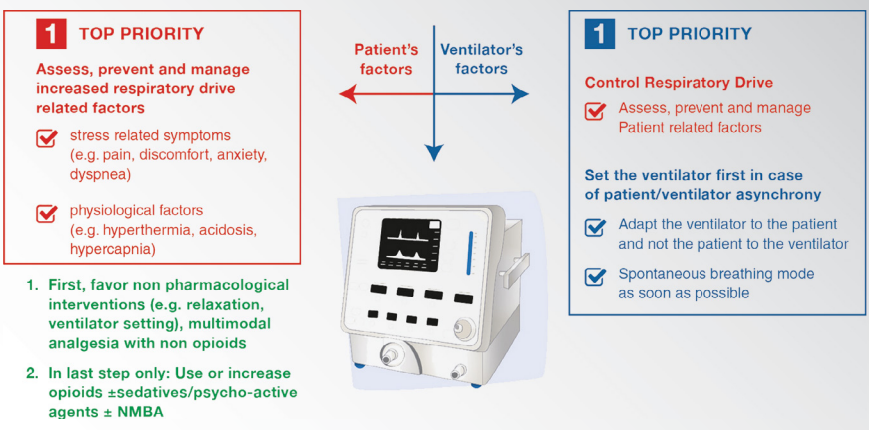 1 TOP PRIORITY
Assess, prevent and manage
increased respiratory drive
related factors
stress related symptoms
(e.g. pain, discomfort, anxiety,
dyspnea)
physiological factors
(e.g. hyperthermia, acidosis,
hypercapnia)
1. First, favor non pharmacological
interventions (e.g. relaxation,
ventilator setting), multimodal
analgesia with non opioids
2. In last step only: Use or increase
opioids ±sedatives/psycho-active
agents ± NMBA
Patient's
factors
Ventilator's
factors
1 TOP PRIORITY
Control Respiratory Drive
Assess, prevent and manage
Patient related factors
Set the ventilator first in case
of patient/ventilator asynchrony
Adapt the ventilator to the patient
and not the patient to the ventilator
Spontaneous breathing mode
as soon as possible